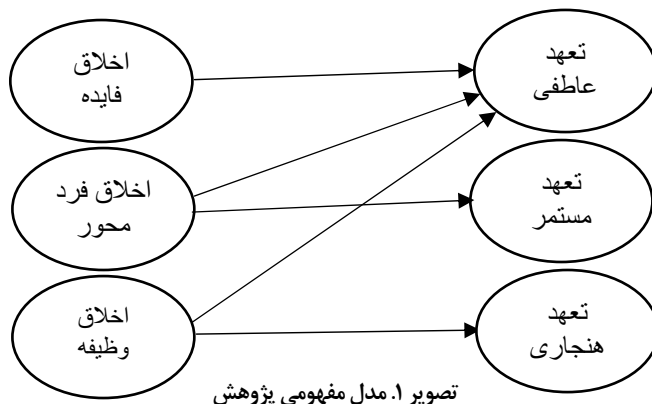 اخلاق
فایده
تعهد
عاطفی
اخلاق فرد
محور
تعهد
مستمر
اخلاق
وظیفه
تعهد
هنجاری
تصویر ۱. مدل مفهومی پژوهش